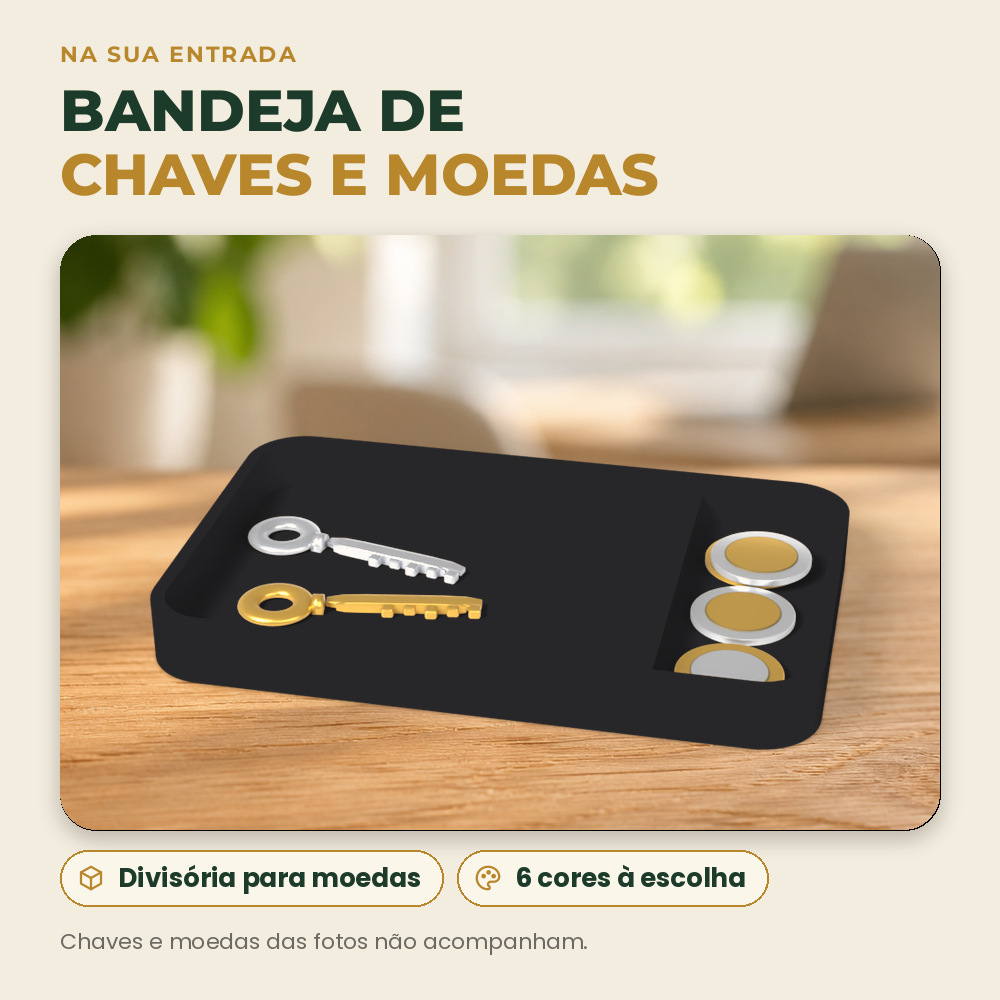 NA SUA ENTRADA
BANDEJA DE
CHAVES E MOEDAS
Divisória para moedas
6 cores à escolha
Chaves e moedas das fotos não acompanham.